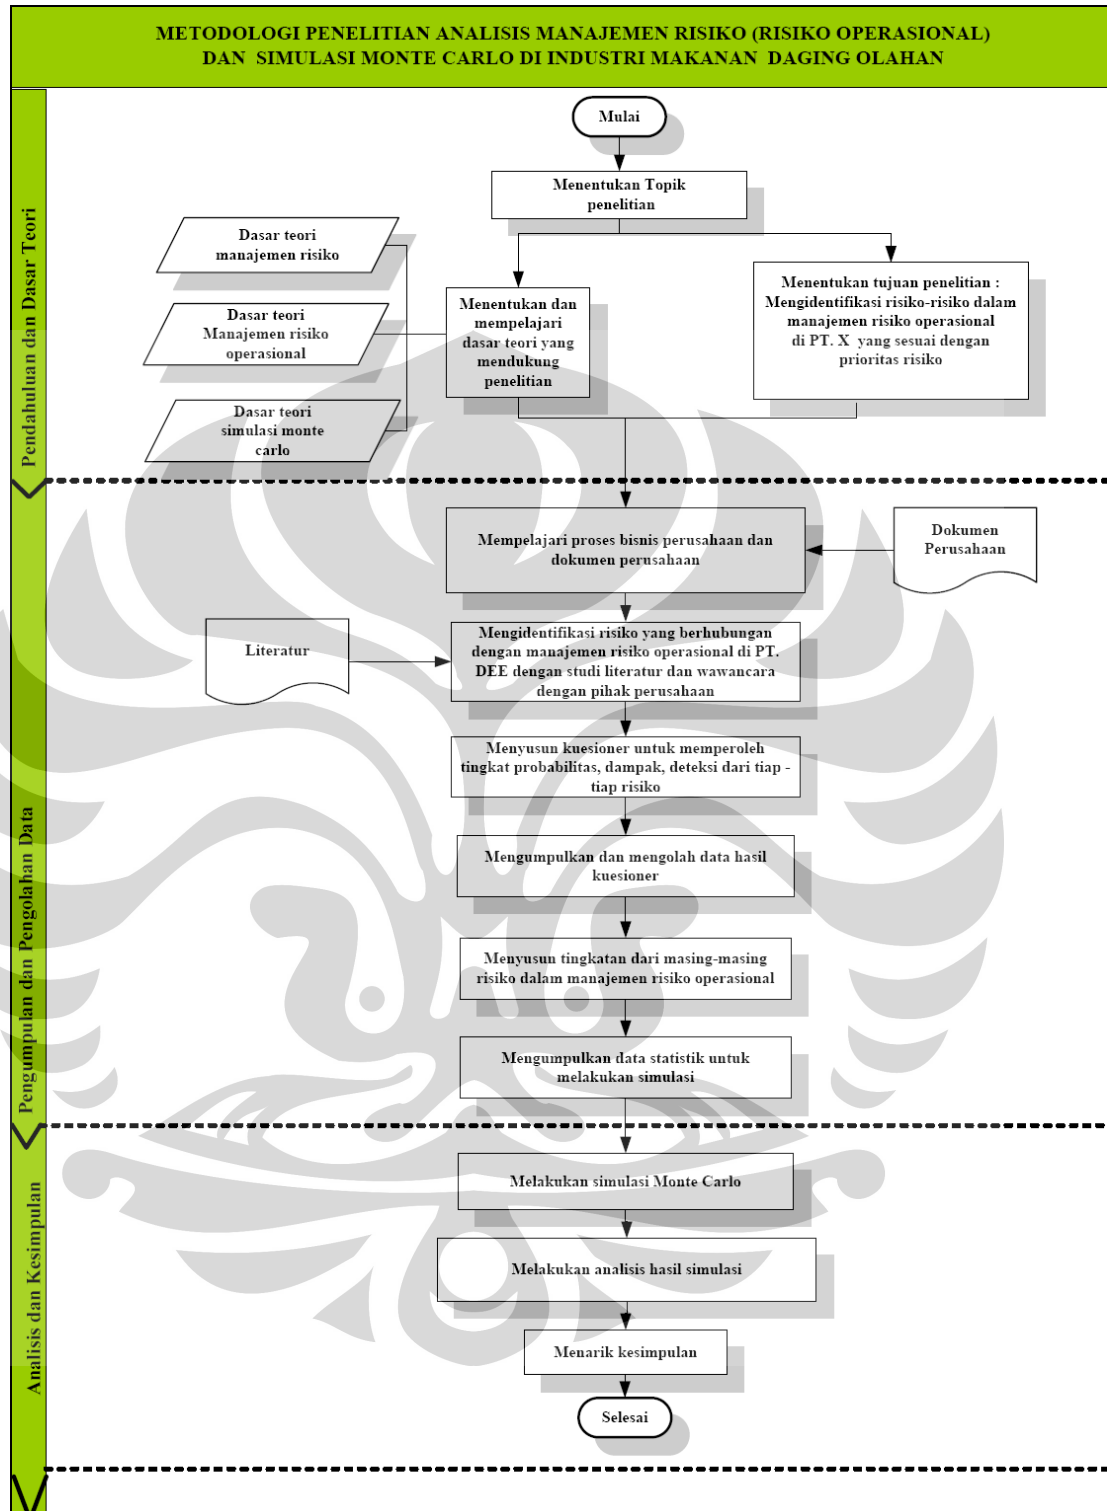 METODOLOGI PENELITIAN ANALISIS MANAJEMEN RISIKO (RISIKO OPERASIONAL)
DAN SIMULASI MONTE CARLO DI INDUSTRI MAKANAN DAGING OLAHAN
Pendahuluan dan Dasar Teori
Mulai
Menentukan Topik
penelitian
Dasar teori
manajemen risiko
Dasar teori
Manajemen risiko
operasional
Dasar teori
simulasi monte
carlo
Menentukan dan
mempelajari
dasar teori yang
mendukung
penelitian
Menentukan tujuan penelitian :
Mengidentifikasi risiko-risiko dalam
manajemen risiko operasional
di PT. X yang sesuai dengan
prioritas risiko
Pengumpulan dan Pengolahan Data
Mempelajari proses bisnis perusahaan dan
dokumen perusahaan
Dokumen
Perusahaan
Literatur
Mengidentifikasi risiko yang berhubungan
dengan manajemen risiko operasional di PT.
DEE dengan studi literatur dan wawancara
dengan pihak perusahaan
Menyusun kuesioner untuk memperoleh
tingkat probabilitas, dampak, deteksi dari tiap -
tiap risiko
Mengumpulkan dan mengolah data hasil
kuesioner
Menyusun tingkatan dari masing-masing
risiko dalam manajemen risiko operasional
Mengumpulkan data statistik untuk
melakukan simulasi
Analisis dan Kesimpulan
Melakukan simulasi Monte Carlo
Melakukan analisis hasil simulasi
Menarik kesimpulan
Selesai